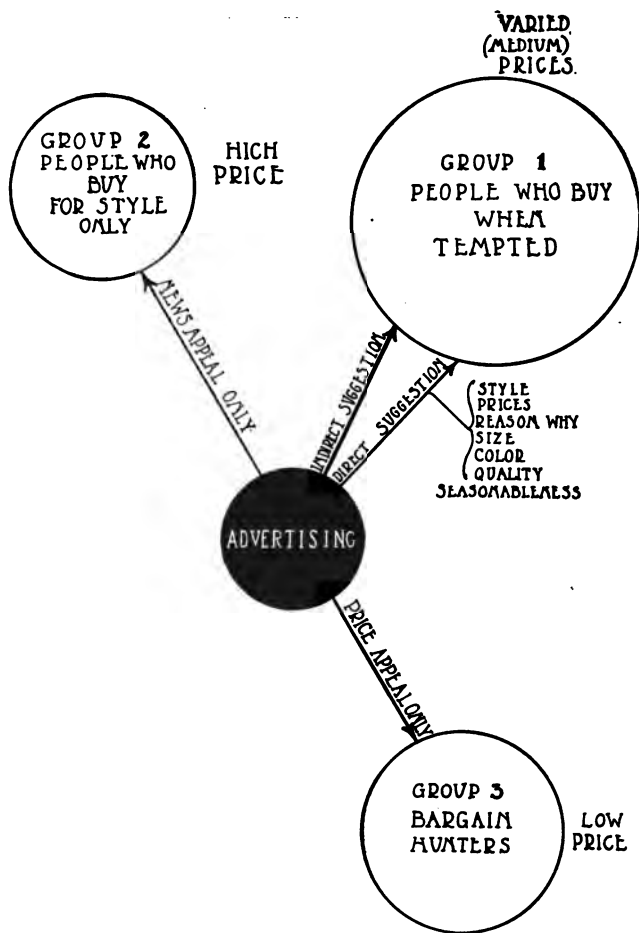 VARIED
(MEDIUM)
PRICES.
GROUP 2
PEOPLE WHO
BUY
FOR STYLE
ONLY
HIGH
PRICE
GROUP 1
PEOPLE WHO BUY
WHEN
TEMPTED
NEWS APPEAL ONLY
INDIRECT SUGGESTION
DIRECT SUGGESTION
STYLE
PRICES
REASON WHY
SIZE
COLOR
QUALITY
SEASONABLENESS
ADVERTISING
PRICE APPEAL ONLY
GROUP 3
BARGAIN
HUNTERS
LOW
PRICE